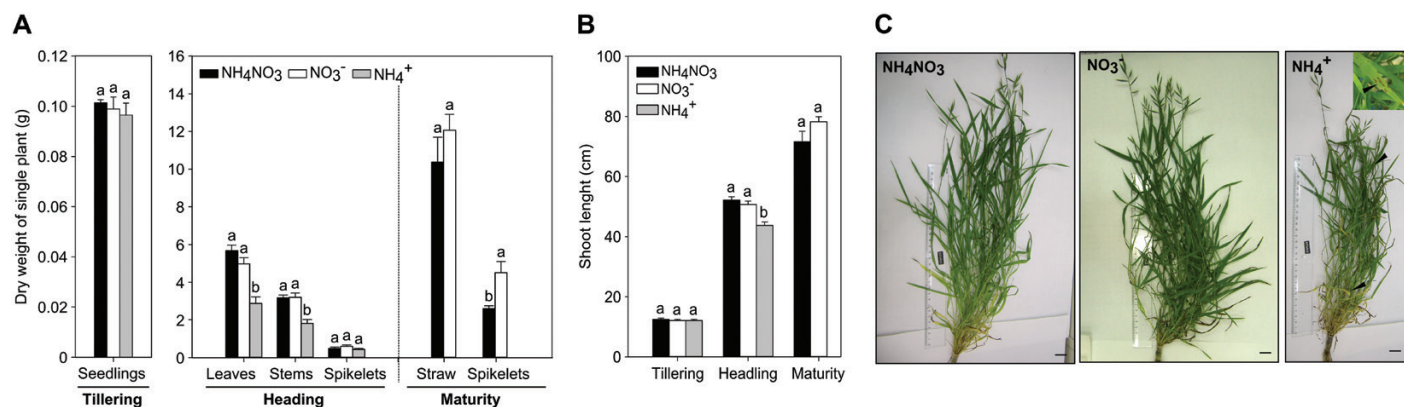 A
Dry weight of single plant (g)
0.12
0.10
0.08
0.06
0.04
0.02
0
a a a
Seedlings
Tillering
16
14
12
10
8
6
4
2
0
NH4NO3 NO3- NH4+
a a b
a a b
a a a
a a
b a
Leaves Stems Spikelets Straw Spikelets
Heading Maturity
B
Shoot lenght (cm)
100
80
60
40
20
0
NH4NO3
NO3-
NH4+
a a a
a a b
a a
Tillering Headling Maturity
C
NH4NO3
NO3-
NH4+